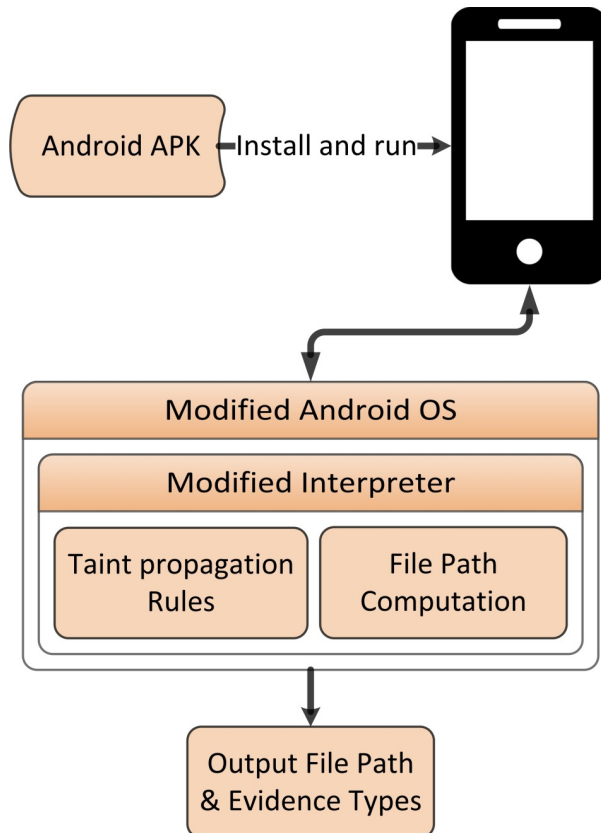 Android APK
Install and run
Modified Android OS
Modified Interpreter
Taint propagation
Rules
File Path
Computation
Output File Path
& Evidence Types